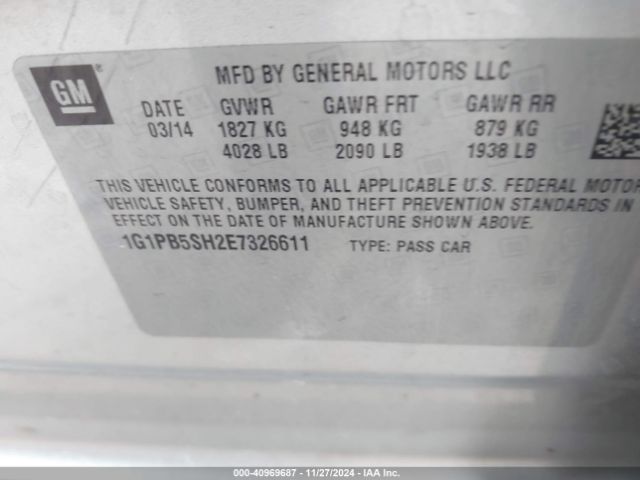 GM ®
MFD BY GENERAL MOTORS LLC
DATE GVWR GAWR FRT GAWR RR
03/14 1827 KG 948 KG 879 KG
4028 LB 2090 LB 1938 LB
THIS VEHICLE CONFORMS TO ALL APPLICABLE U.S. FEDERAL MOTOR
VEHICLE SAFETY, BUMPER, AND THEFT PREVENTION STANDARDS IN
EFFECT ON THE DATE OF MANUFACTURE SHOWN ABOVE.
1G1PB5SH2E7326611 TYPE: PASS CAR
000-40969687 - 11/27/2024 - IAA Inc.